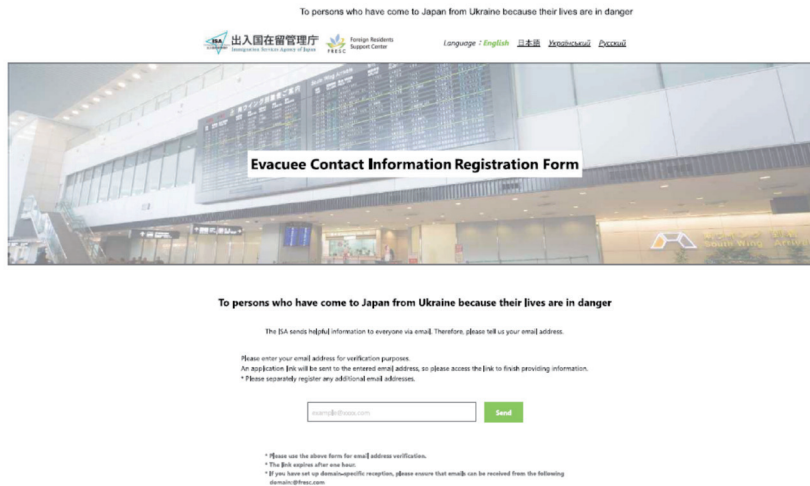 To persons who have come to Japan from Ukraine because their lives are in danger
ISA 出入国在留管理庁
Immigration Services Agency of Japan
FRESC
Foreign Residents
Support Center
Language : English 日本語 Український Русский
Evacuee Contact Information Registration Form
South Wing Arrival
To persons who have come to Japan from Ukraine because their lives are in danger
The ISA sends helpful information to everyone via email. Therefore, please tell us your email address.
Please enter your email address for verification purposes.
An application link will be sent to the entered email address, so please access the link to finish providing information.
* Please separately register any additional email addresses.
example@xxxx.com
Send
* Please use the above form for email address verification.
* The link expires after one hour.
* If you have set up domain-specific reception, please ensure that emails can be received from the following
domain:@fresc.com